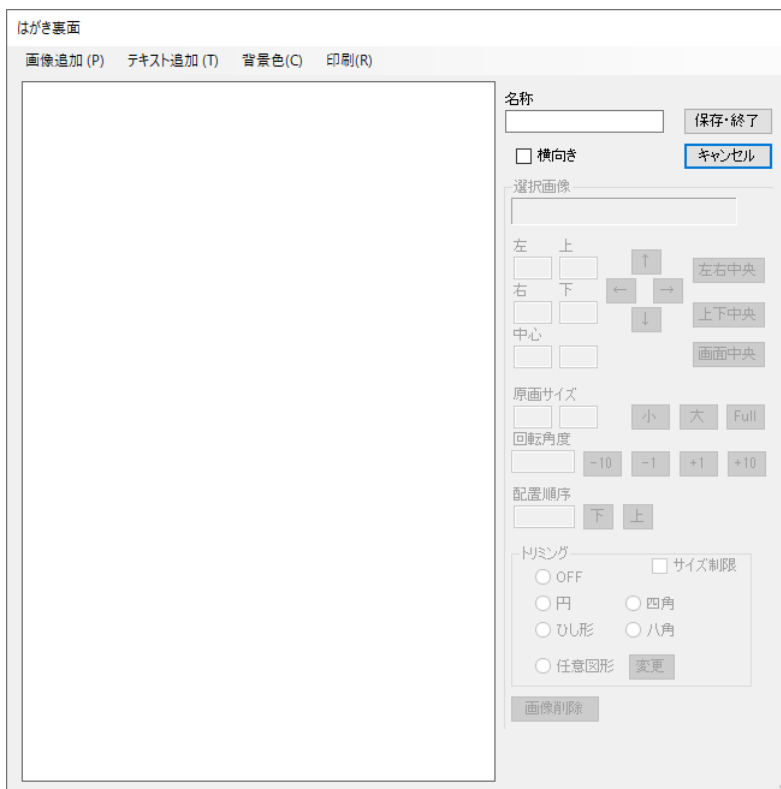 はがき裏面
画像追加 (P) テキスト追加 (T) 背景色(C) 印刷(R)
名称
保存・終了
横向き キャンセル
選択画像
左 上
↑ 左右中央
右 下 ← →
↓ 上下中央
中心
画面中央
原画サイズ
小 大 Full
回転角度
-10 -1 +1 +10
配置順序
下 上
トリミング
サイズ制限
OFF
円 四角
ひし形 八角
任意図形 変更
画像削除